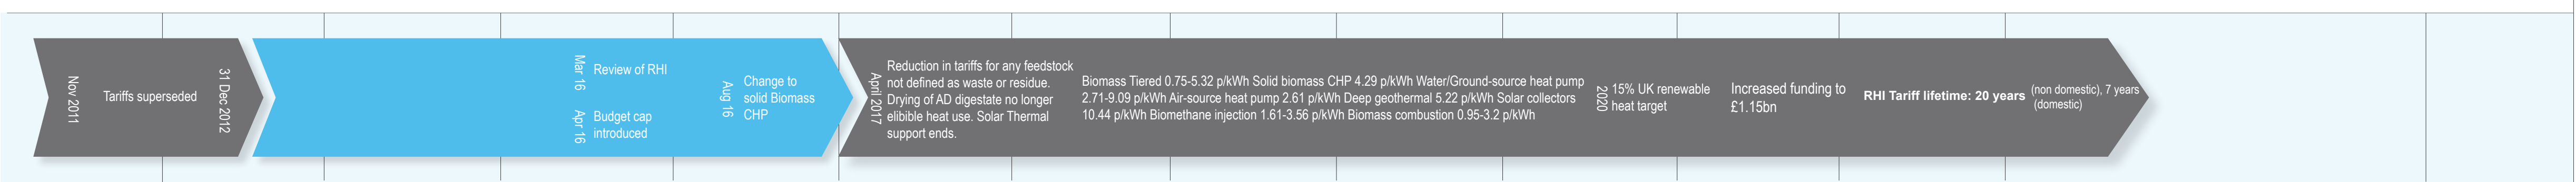 Nov 2011
Tariffs superseded
31 Dec 2012
Mar 16
Review of RHI
Apr 16
Budget cap
introduced
Aug 16
Change to
solid Biomass
CHP
April 2017
Reduction in tariffs for any feedstock
not defined as waste or residue.
Drying of AD digestate no longer
elibible heat use. Solar Thermal
support ends.
Biomass Tiered 0.75-5.32 p/kWh Solid biomass CHP 4.29 p/kWh Water/Ground-source heat pump
2.71-9.09 p/kWh Air-source heat pump 2.61 p/kWh Deep geothermal 5.22 p/kWh Solar collectors
10.44 p/kWh Biomethane injection 1.61-3.56 p/kWh Biomass combustion 0.95-3.2 p/kWh
2020
15% UK renewable
heat target
Increased funding to
£1.15bn
RHI Tariff lifetime: 20 years (non domestic), 7 years
(domestic)